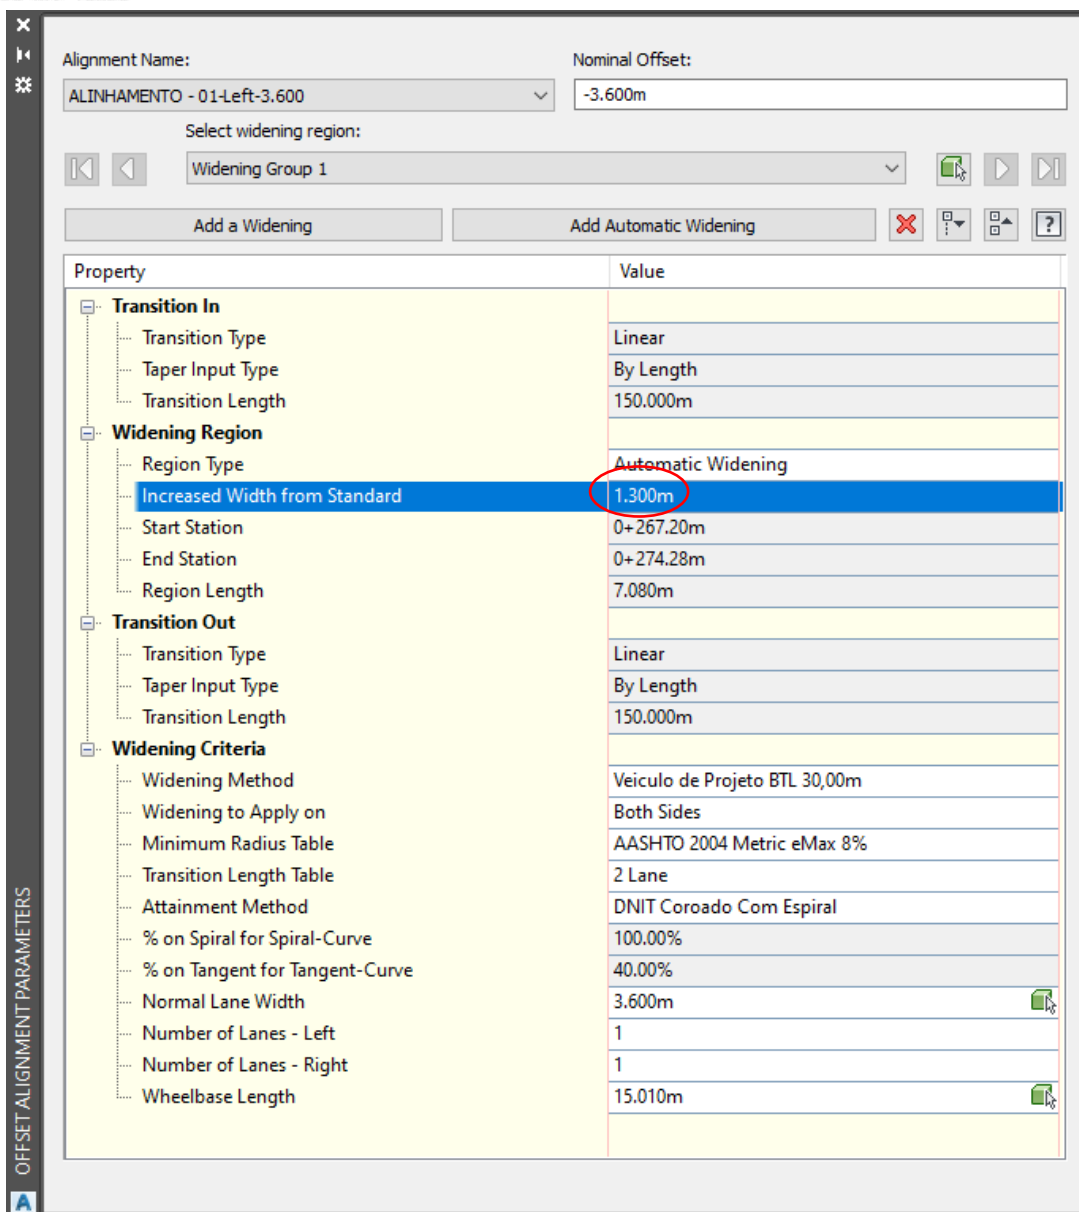 Alignment Name:
Nominal Offset:
ALINHAMENTO - 01-Left-3.600
-3.600m
Select widening region:
Widening Group 1
Add a Widening
Add Automatic Widening
?
Property Value
Transition In
Transition Type Linear
Taper Input Type By Length
Transition Length 150.000m
Widening Region
Region Type Automatic Widening
Increased Width from Standard 1.300m
Start Station 0+267.20m
End Station 0+274.28m
Region Length 7.080m
Transition Out
Transition Type Linear
Taper Input Type By Length
Transition Length 150.000m
Widening Criteria
Widening Method Veiculo de Projeto BTL 30,00m
Widening to Apply on Both Sides
Minimum Radius Table AASHTO 2004 Metric eMax 8%
Transition Length Table 2 Lane
Attainment Method DNIT Coroado Com Espiral
% on Spiral for Spiral-Curve 100.00%
% on Tangent for Tangent-Curve 40.00%
Normal Lane Width 3.600m
Number of Lanes - Left 1
Number of Lanes - Right 1
Wheelbase Length 15.010m
OFFSET ALIGNMENT PARAMETERS
A